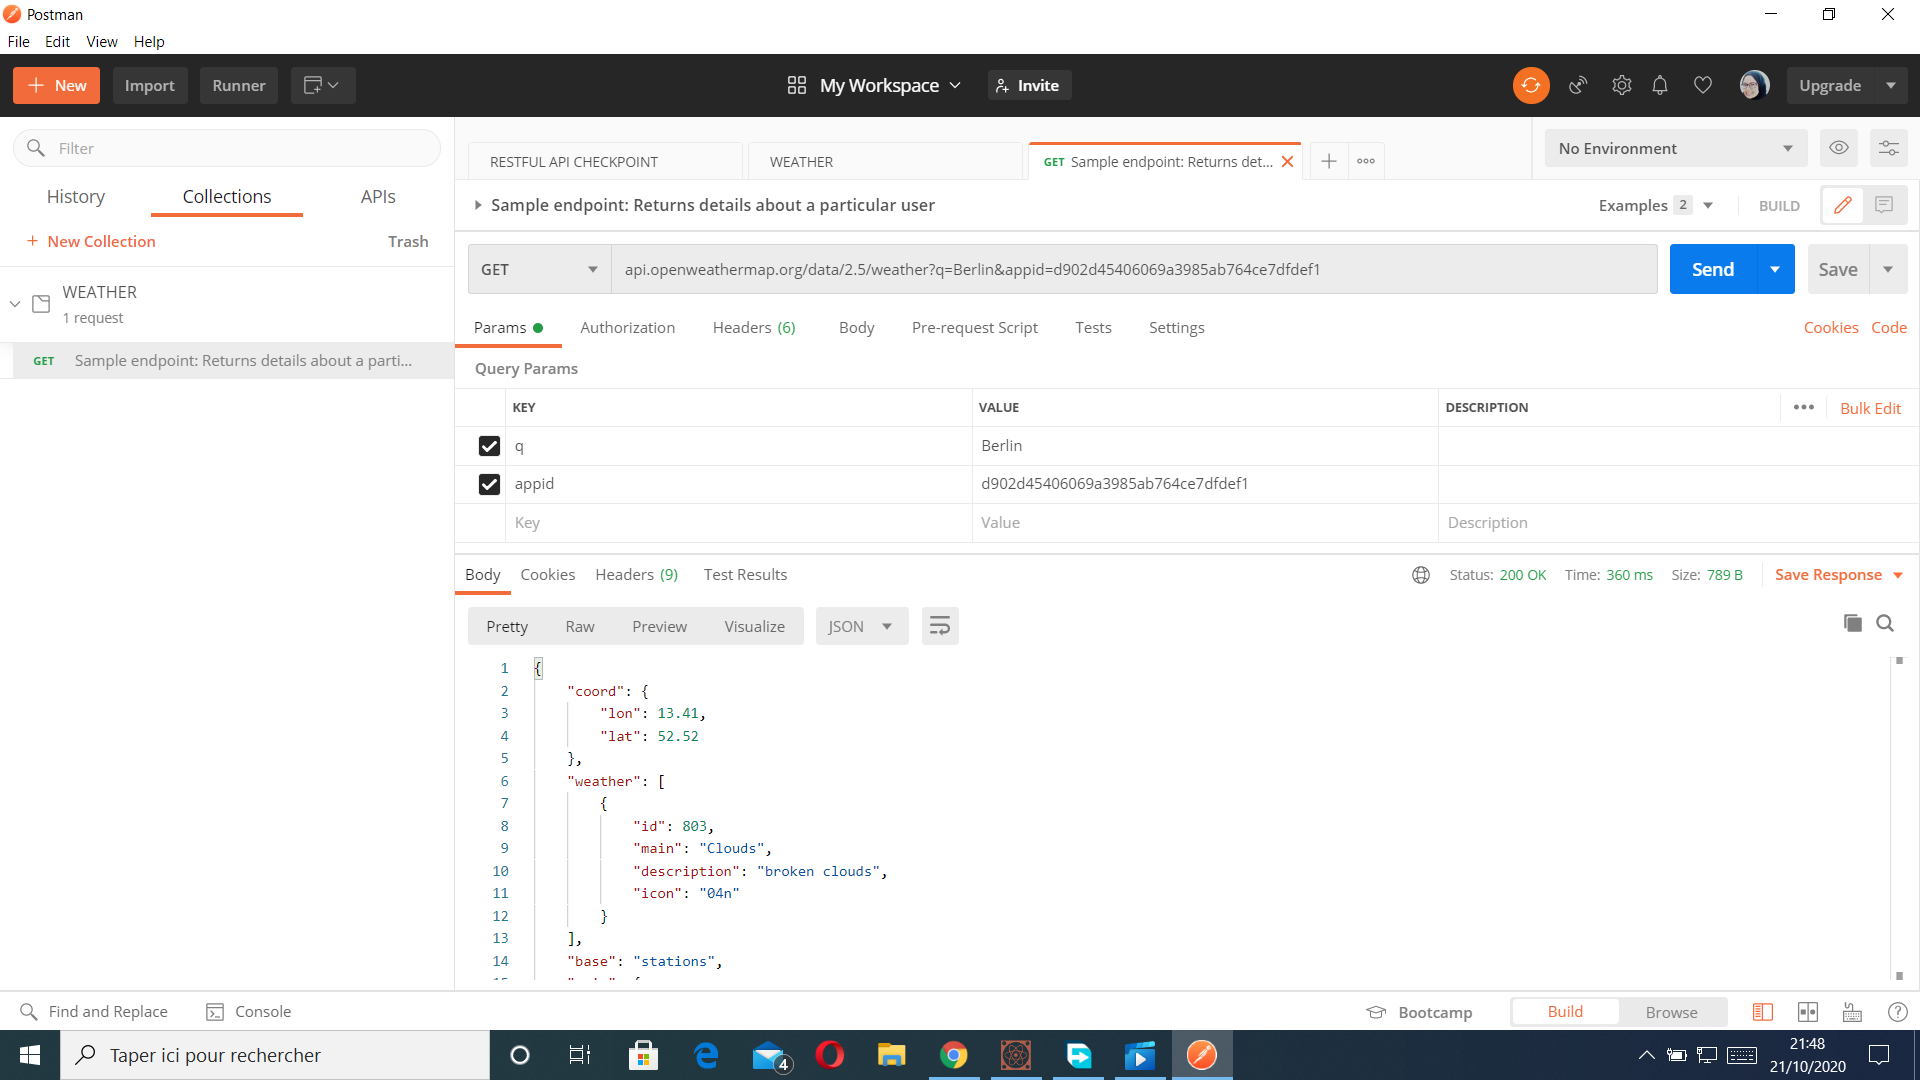 Postman
File Edit View Help
New Import Runner My Workspace Invite Upgrade
Filter
History Collections APIs
+ New Collection Trash
WEATHER
1 request
GET Sample endpoint: Returns details about a parti...
RESTFUL API CHECKPOINT WEATHER GET Sample endpoint: Returns det... No Environment
Sample endpoint: Returns details about a particular user Examples 2 BUILD
GET api.openweathermap.org/data/2.5/weather?q=Berlin&appid=d902d45406069a3985ab764ce7dfdef1 Send Save
Params Authorization Headers (6) Body Pre-request Script Tests Settings Cookies Code
Query Params
KEY VALUE DESCRIPTION Bulk Edit
q Berlin
appid d902d45406069a3985ab764ce7dfdef1
Key Value Description
Body Cookies Headers (9) Test Results Status: 200 OK Time: 360 ms Size: 789 B Save Response
Pretty Raw Preview Visualize JSON
1 {
2 "coord": {
3 "lon": 13.41,
4 "lat": 52.52
5 },
6 "weather": [
7 {
8 "id": 803,
9 "main": "Clouds",
10 "description": "broken clouds",
11 "icon": "04n"
12 }
13 ],
14 "base": "stations",
Find and Replace Console Bootcamp Build Browse
Taper ici pour rechercher 4 21:48
21/10/2020